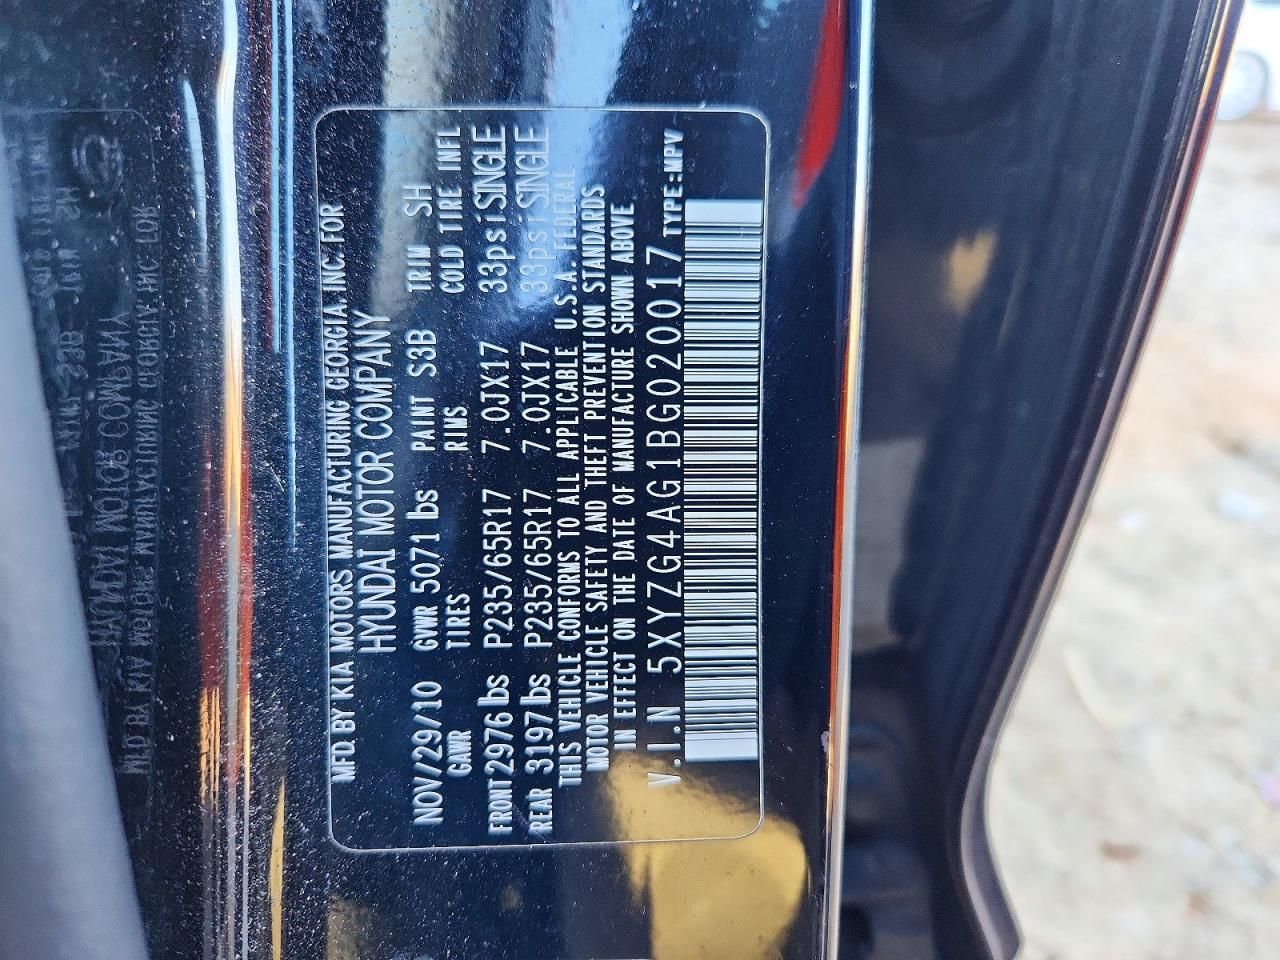 MFD. BY KIA MOTORS MANUFACTURING GEORGIA. INC. FOR
HYUNDAI MOTOR COMPANY
NOV/29/10 GVWR 5071 lbs PAINT S3B TRIM SH
GAWR TIRES RIMS COLD TIRE INFL
FRONT 2976 lbs P235/65R17 7.0JX17 33psi SINGLE
REAR 3197 lbs P235/65R17 7.0JX17 33psi SINGLE
THIS VEHICLE CONFORMS TO ALL APPLICABLE U.S.A. FEDERAL
MOTOR VEHICLE SAFETY AND THEFT PREVENTION STANDARDS
IN EFFECT ON THE DATE OF MANUFACTURE SHOWN ABOVE.
V.I.N 5XYZG4AG1BG020017 TYPE:MPV